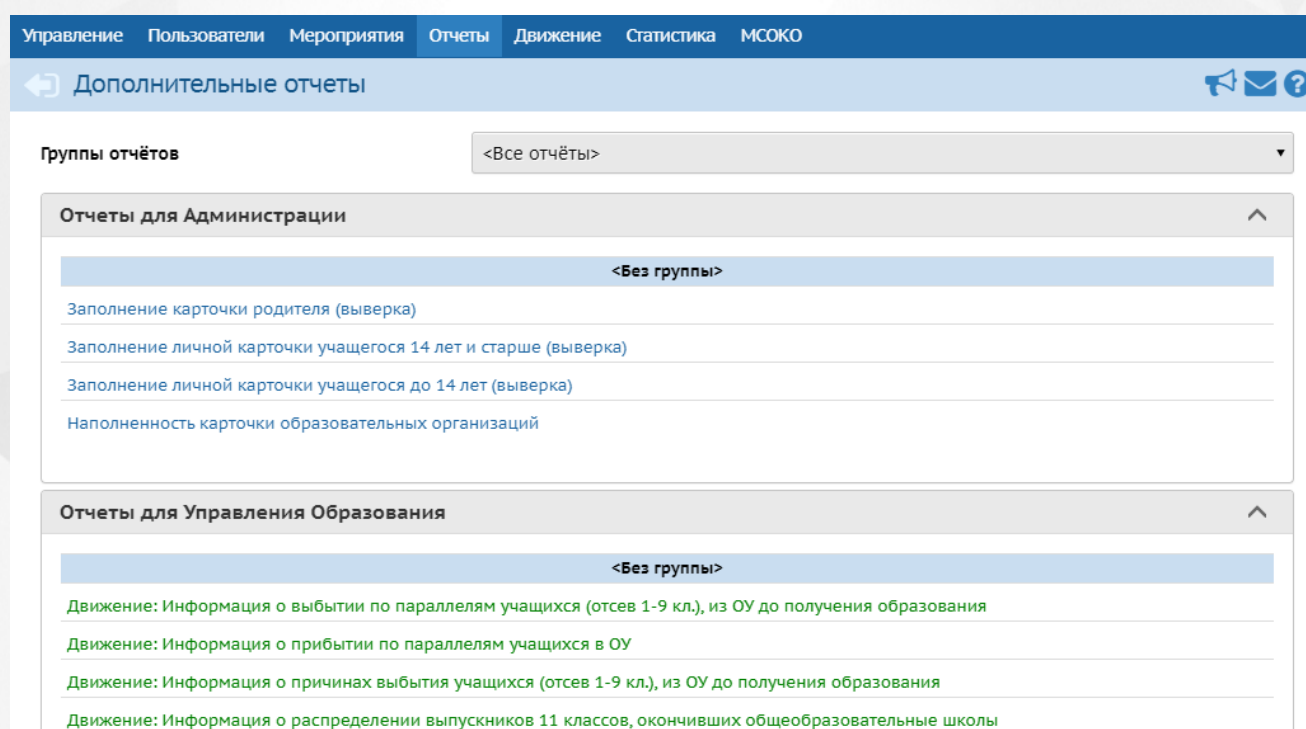 Управление Пользователи Мероприятия Отчеты Движение Статистика МСОКО
Дополнительные отчеты
Группы отчётов <Все отчёты>
Отчеты для Администрации
<Без группы>
Заполнение карточки родителя (выверка)
Заполнение личной карточки учащегося 14 лет и старше (выверка)
Заполнение личной карточки учащегося до 14 лет (выверка)
Наполненность карточки образовательных организаций
Отчеты для Управления Образования
<Без группы>
Движение: Информация о выбытии по параллелям учащихся (отсев 1-9 кл.), из ОУ до получения образования
Движение: Информация о прибытии по параллелям учащихся в ОУ
Движение: Информация о причинах выбытия учащихся (отсев 1-9 кл.), из ОУ до получения образования
Движение: Информация о распределении выпускников 11 классов, окончивших общеобразовательные школы